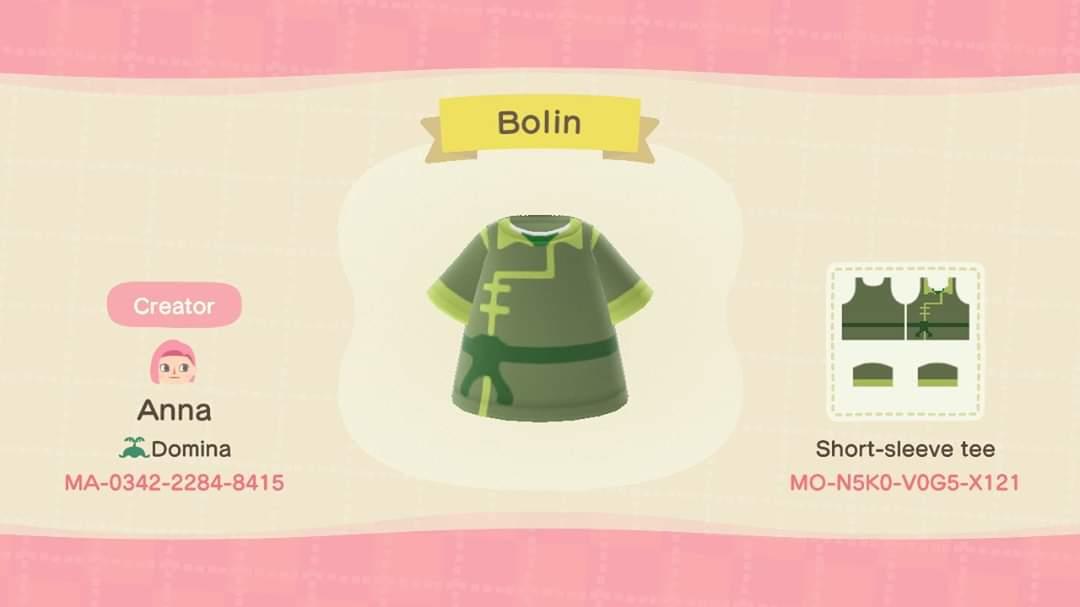 Bolin
Creator
Anna
Domina
MA-0342-2284-8415
Short-sleeve tee
MO-N5K0-V0G5-X121